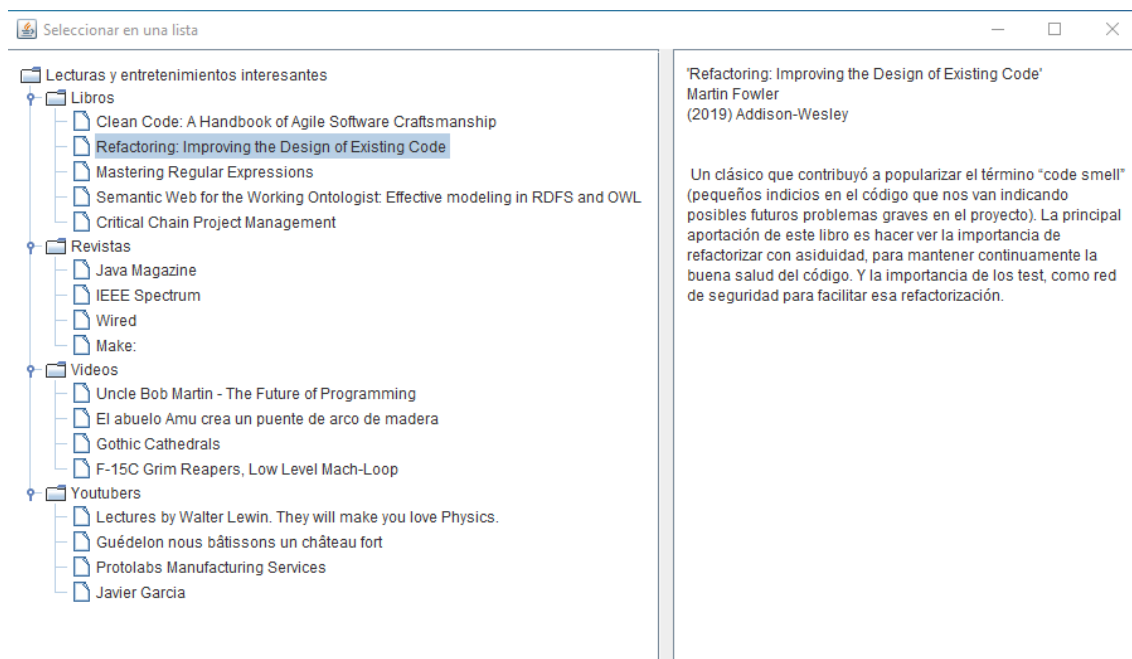 Seleccionar en una lista
Lecturas y entretenimientos interesantes
Libros
Clean Code: A Handbook of Agile Software Craftsmanship
Refactoring: Improving the Design of Existing Code
Mastering Regular Expressions
Semantic Web for the Working Ontologist: Effective modeling in RDFS and OWL
Critical Chain Project Management
Revistas
Java Magazine
IEEE Spectrum
Wired
Make:
Videos
Uncle Bob Martin - The Future of Programming
El abuelo Amu crea un puente de arco de madera
Gothic Cathedrals
F-15C Grim Reapers, Low Level Mach-Loop
Youtubers
Lectures by Walter Lewin. They will make you love Physics.
Guédelon nous bâtissons un château fort
Protolabs Manufacturing Services
Javier Garcia
'Refactoring: Improving the Design of Existing Code'
Martin Fowler
(2019) Addison-Wesley
Un clásico que contribuyó a popularizar el término “code smell”
(pequeños indicios en el código que nos van indicando
posibles futuros problemas graves en el proyecto). La principal
aportación de este libro es hacer ver la importancia de
refactorizar con asiduidad, para mantener continuamente la
buena salud del código. Y la importancia de los test, como red
de seguridad para facilitar esa refactorización.